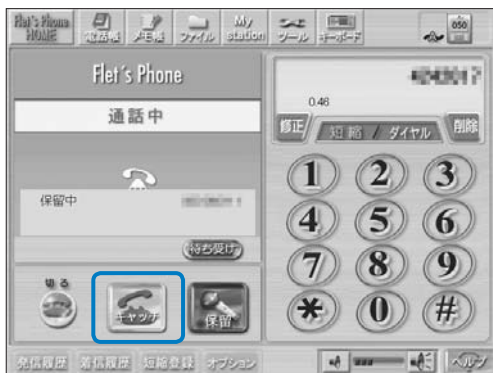 Flet's Phone HOME
電話帳
メモ帳
ファイル
My station
ツール
キーボード
050
Flet's Phone
通話中
保留中
待ち受け
切る
キャッチ
保留
0.46
修正
短縮 / ダイヤル
削除
1 2 3
4 5 6
7 8 9
* 0 #
発信履歴
着信履歴
短縮登録
オプション
ヘルプ